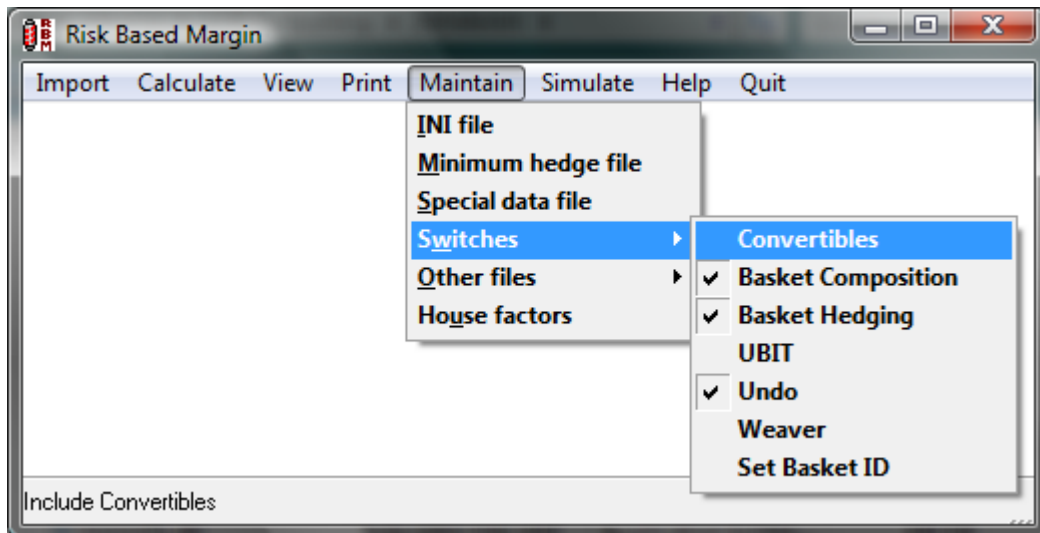 RBM Risk Based Margin
Import Calculate View Print Maintain Simulate Help Quit
INI file
Minimum hedge file
Special data file
Switches
Other files
House factors
Convertibles
Basket Composition
Basket Hedging
UBIT
Undo
Weaver
Set Basket ID
Include Convertibles